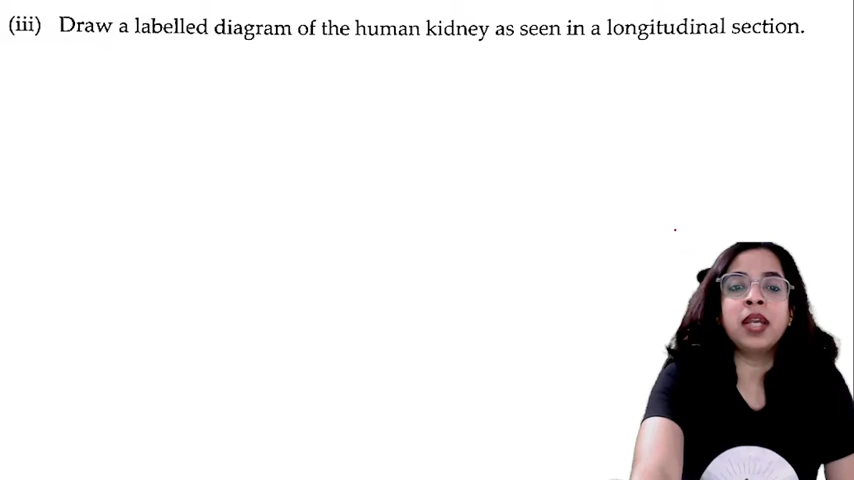 (iii) Draw a labelled diagram of the human kidney as seen in a longitudinal section.